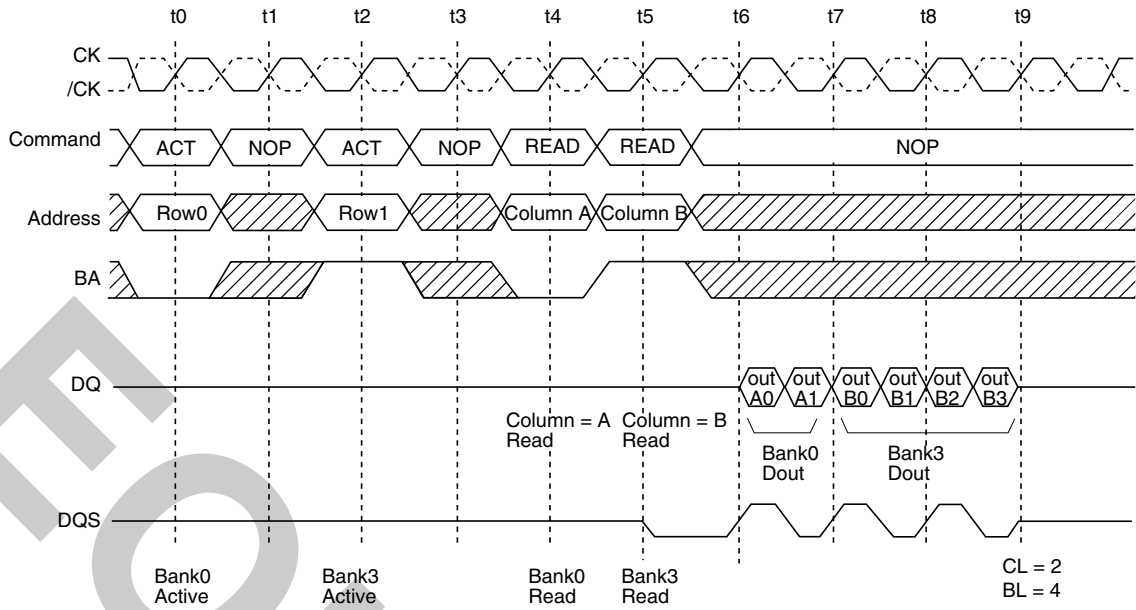 t0 t1 t2 t3 t4 t5 t6 t7 t8 t9
CK
/CK
Command ACT NOP ACT NOP READ READ NOP
Address Row0 Row1 Column A Column B
BA
DQ out A0 out A1 out B0 out B1 out B2 out B3
Column = A Column = B
Read Read
Bank0 Bank3
Dout Dout
DQS
Bank0 Bank3 Bank0 Bank3
Active Active Read Read
CL = 2
BL = 4